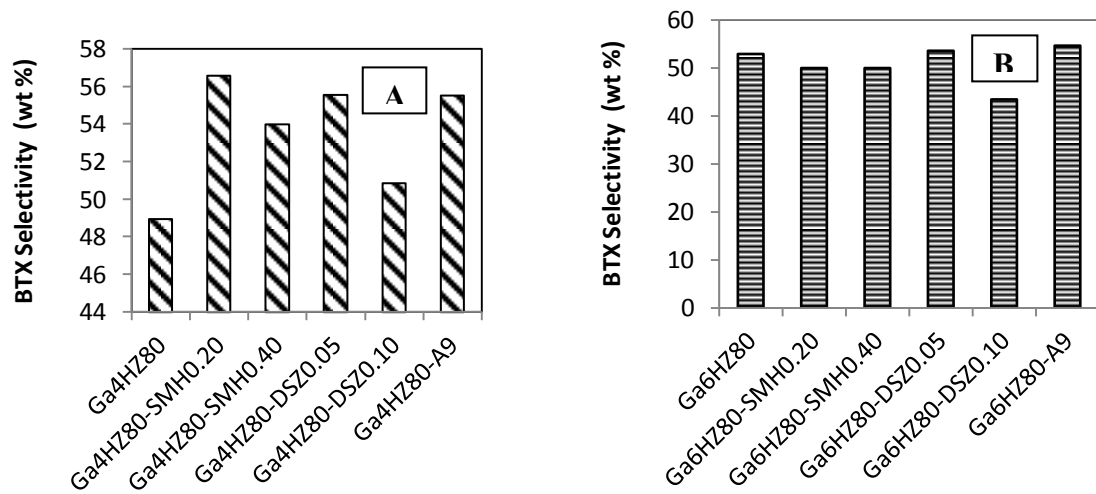 BTX Selectivity (wt %)
58
56
54
52
50
48
46
44
A
Ga4HZ80
Ga4HZ80-SMH0.20
Ga4HZ80-SMH0.40
Ga4HZ80-DSZ0.05
Ga4HZ80-DSZ0.10
Ga4HZ80-A9
BTX Selectivity (wt %)
60
50
40
30
20
10
0
B
Ga6HZ80
Ga6HZ80-SMH0.20
Ga6HZ80-SMH0.40
Ga6HZ80-DSZ0.05
Ga6HZ80-DSZ0.10
Ga6HZ80-A9